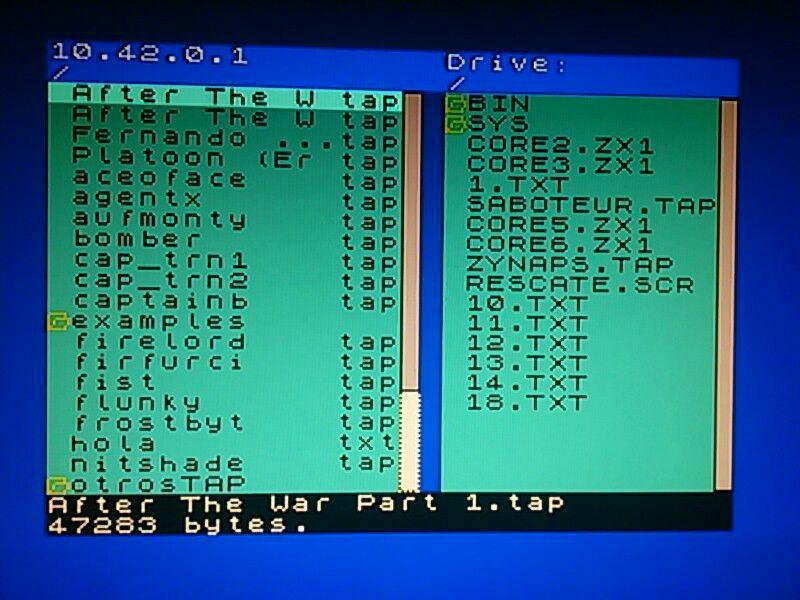 10.42.0.1
/
After The W tap
After The W tap
Fernando ...tap
Platoon (Er tap
aceoface tap
agentx tap
aufmonty tap
bomber tap
cap_trn1 tap
cap_trn2 tap
captainb tap
examples
firelord tap
firfurci tap
fist tap
flunky tap
frostbyt tap
hola txt
nitshade tap
otrosTAP
Drive:
/
BIN
SYS
CORE2.ZX1
CORE3.ZX1
1.TXT
SABOTEUR.TAP
CORE5.ZX1
CORE6.ZX1
ZYNAPS.TAP
RESCATE.SCR
10.TXT
11.TXT
12.TXT
13.TXT
14.TXT
18.TXT
After The War Part 1.tap
47283 bytes.